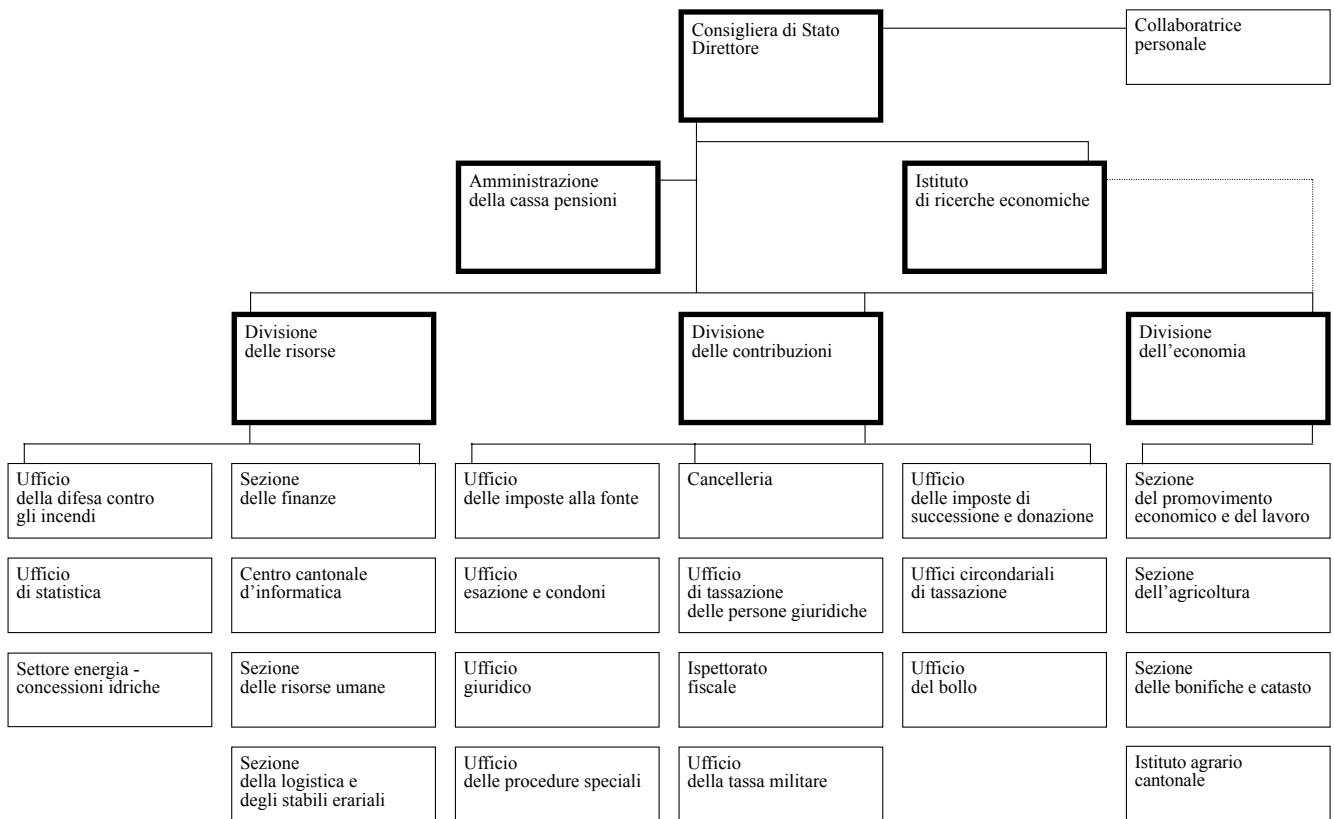 Consigliera di Stato
Direttore
Collaboratrice
personale
Amministrazione
della cassa pensioni
Istituto
di ricerche economiche
Divisione
delle risorse
Divisione
delle contribuzioni
Divisione
dell’economia
Ufficio
della difesa contro
gli incendi
Sezione
delle finanze
Ufficio
delle imposte alla fonte
Cancelleria
Ufficio
delle imposte di
successione e donazione
Sezione
del promovimento
economico e del lavoro
Ufficio
di statistica
Centro cantonale
d’informatica
Ufficio
esazione e condoni
Ufficio
di tassazione
delle persone giuridiche
Uffici circondariali
di tassazione
Sezione
dell’agricoltura
Settore energia -
concessioni idriche
Sezione
delle risorse umane
Ufficio
giuridico
Ispettorato
fiscale
Ufficio
del bollo
Sezione
delle bonifiche e catasto
Sezione
della logistica e
degli stabili erariali
Ufficio
delle procedure speciali
Ufficio
della tassa militare
Istituto agrario
cantonale